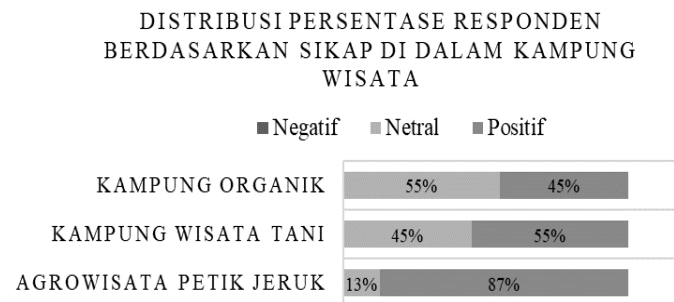 DISTRIBUSI PERSENTASE RESPONDEN
BERDASARKAN SIKAP DI DALAM KAMPUNG
WISATA
Negatif Netral Positif
KAMPUNG ORGANIK 55% 45%
KAMPUNG WISATA TANI 45% 55%
AGROWISATA PETIK JERUK 13% 87%